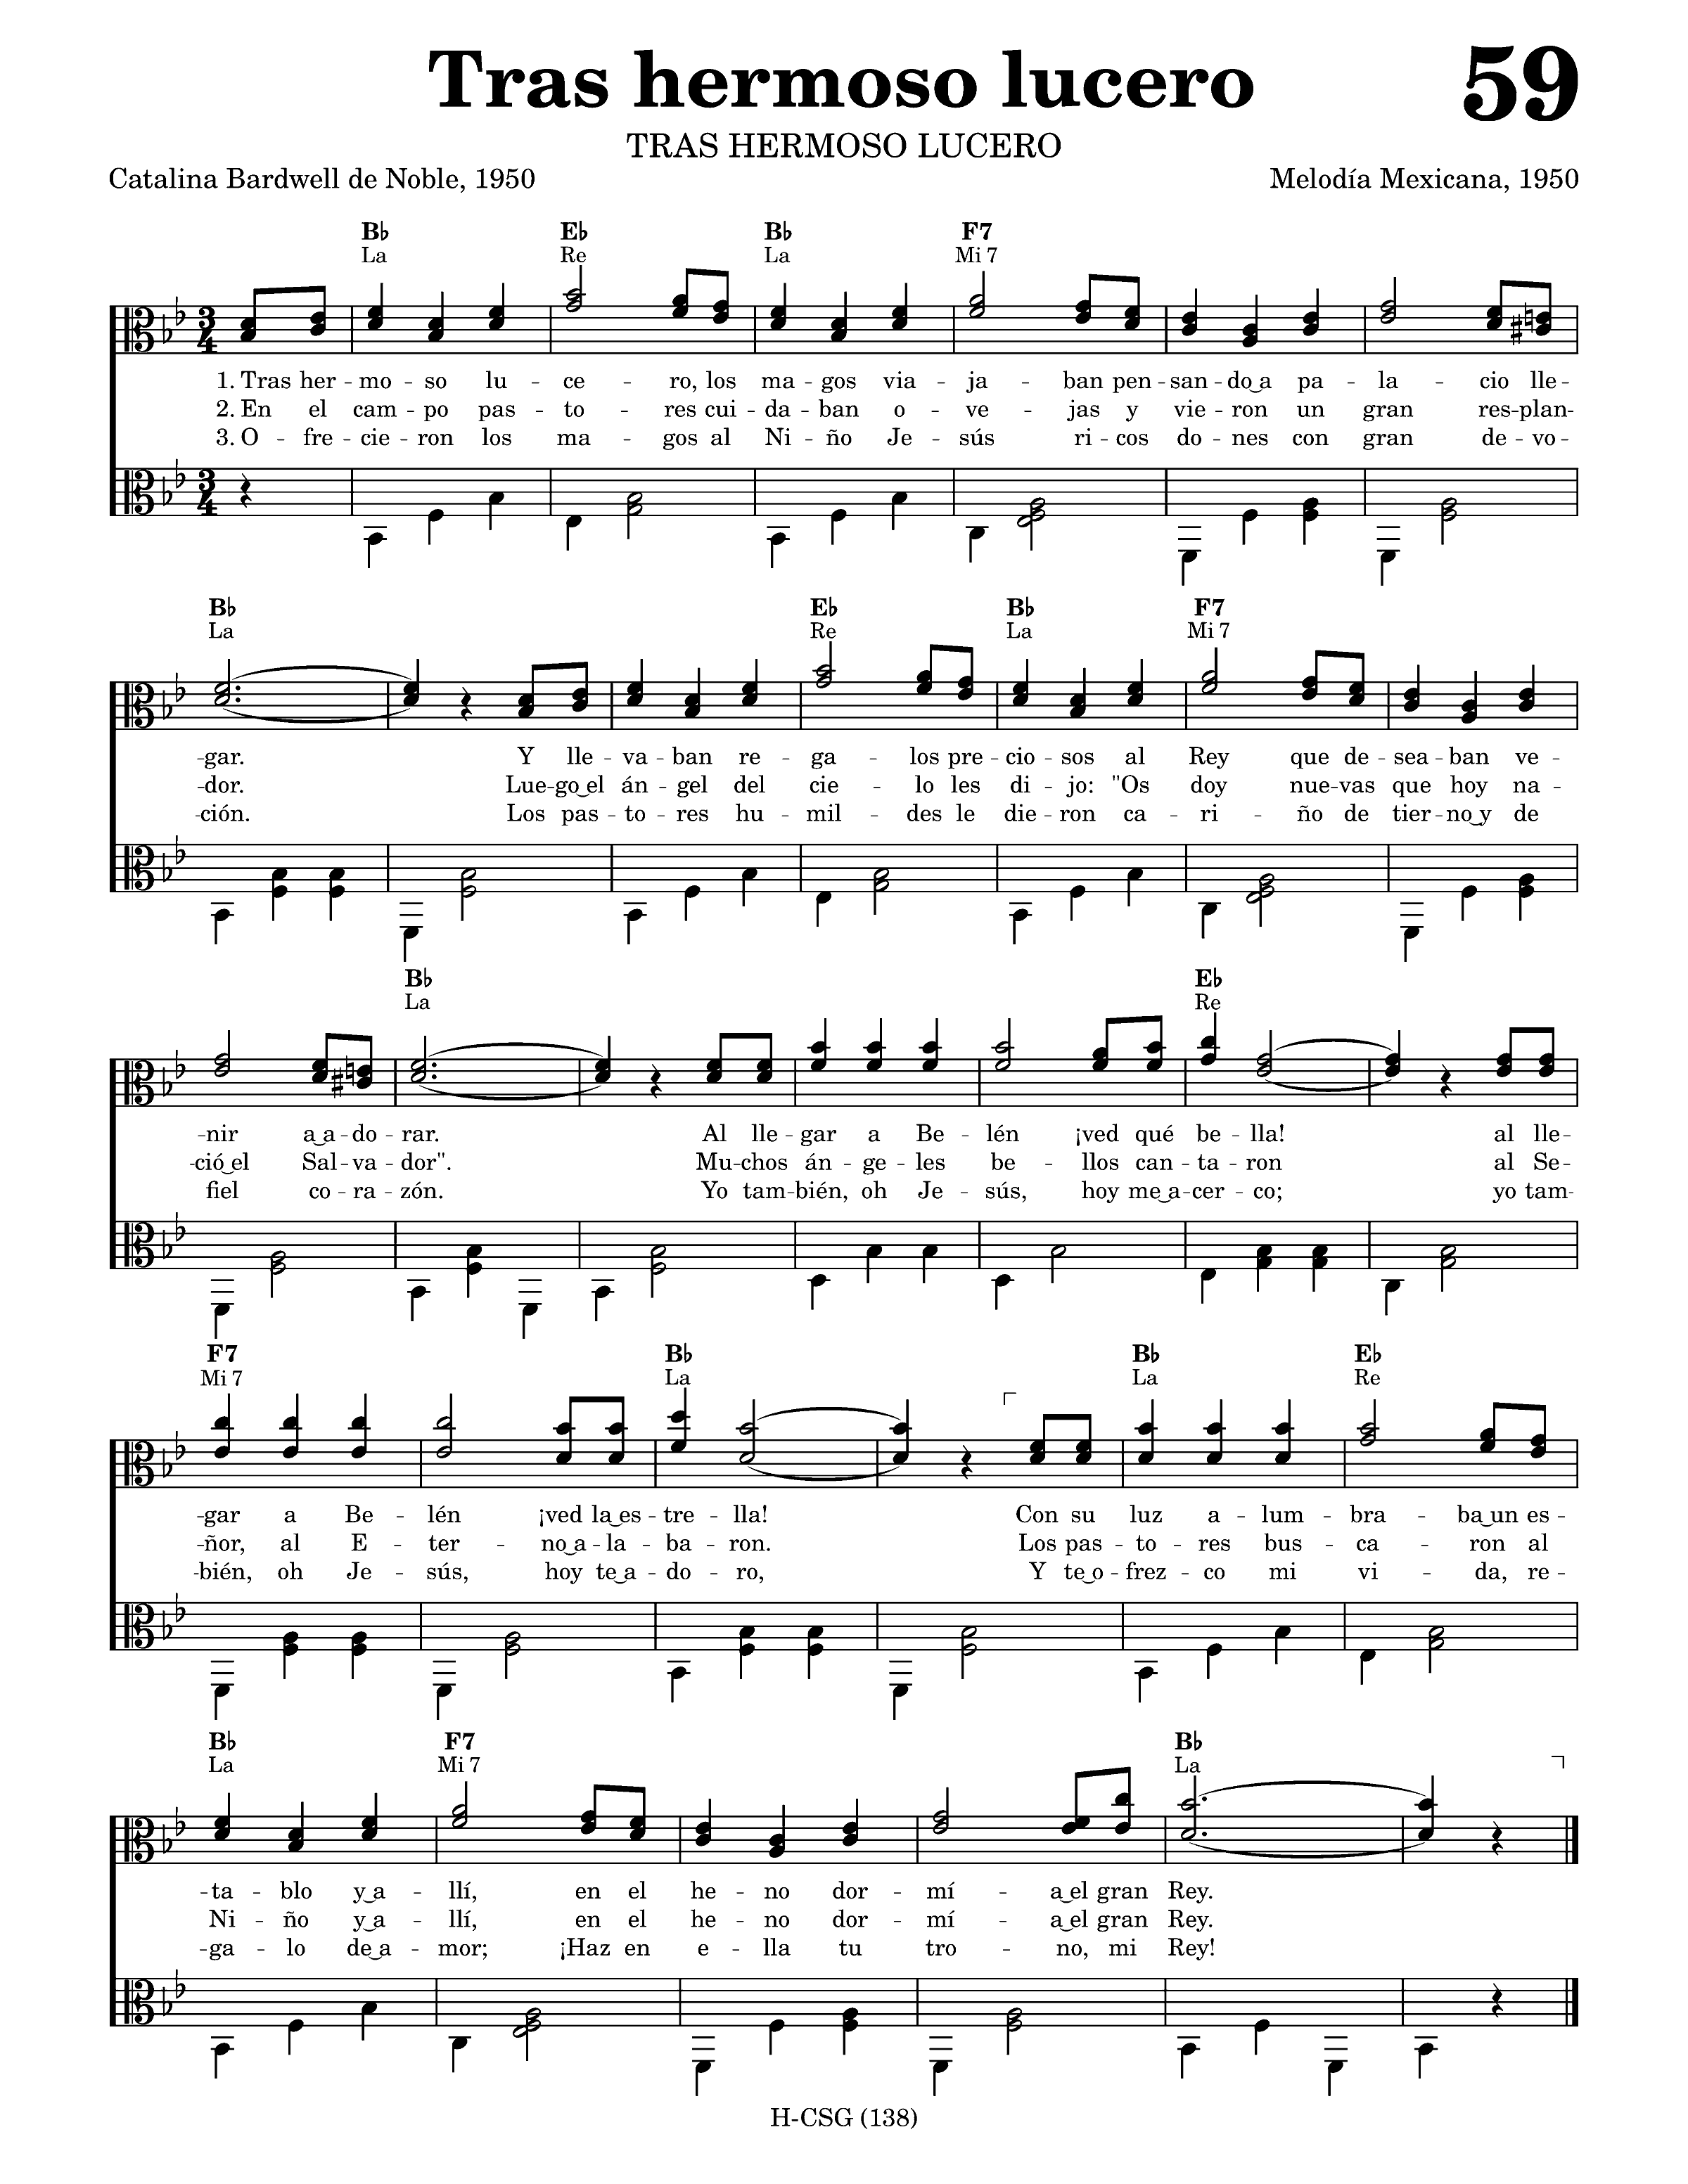 Tras hermoso lucero
59
TRAS HERMOSO LUCERO
Catalina Bardwell de Noble, 1950
Melodía Mexicana, 1950
B♭ E♭ B♭ F7
La Re La Mi 7
3 4
1. Tras her – mo – so lu – ce – ro, los ma – gos via – ja – ban pen – san – do‿a pa – la – cio lle –
2. En el cam – po pas – to – res cui – da – ban o – ve – jas y vie – ron un gran res – plan –
3. O – fre – cie – ron los ma – gos al Ni – ño Je – sús ri – cos do – nes con gran de – vo –
3 4
B♭ E♭ B♭ F7
La Re La Mi 7
– gar. Y lle – va – ban re – ga – los pre – cio – sos al Rey que de – sea – ban ve –
– dor. Lue – go‿el án – gel del cie – lo les di – jo: "Os doy nue – vas que hoy na –
– ción. Los pas – to – res hu – mil – des le die – ron ca – ri – ño de tier – no‿y de
B♭ E♭
La Re
– nir a‿a – do – rar. Al lle – gar a Be – lén ¡ved qué be – lla! al lle –
– ció‿el Sal – va – dor". Mu – chos án – ge – les be – llos can – ta – ron al Se –
fiel co – ra – zón. Yo tam – bién, oh Je – sús, hoy me‿a – cer – co; yo tam –
F7 B♭ B♭ E♭
Mi 7 La La Re
– gar a Be – lén ¡ved la‿es – tre – lla! Con su luz a – lum – bra – ba‿un es –
– ñor, al E – ter – no‿a – la – ba – ron. Los pas – to – res bus – ca – ron al
– bién, oh Je – sús, hoy te‿a – do – ro, Y te‿o – frez – co mi vi – da, re –
B♭ F7 B♭
La Mi 7 La
– ta – blo y‿a – llí, en el he – no dor – mí – a‿el gran Rey.
Ni – ño y‿a – llí, en el he – no dor – mí – a‿el gran Rey.
– ga – lo de‿a – mor; ¡Haz en e – lla tu tro – no, mi Rey!
H-CSG (138)